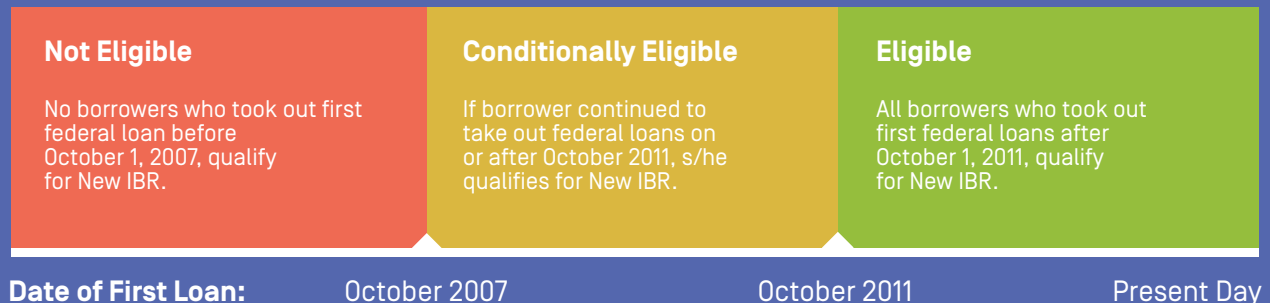 Not Eligible
No borrowers who took out first
federal loan before
October 1, 2007, qualify
for New IBR.
Conditionally Eligible
If borrower continued to
take out federal loans on
or after October 2011, s/he
qualifies for New IBR.
Eligible
All borrowers who took out
first federal loans after
October 1, 2011, qualify
for New IBR.
Date of First Loan: October 2007 October 2011 Present Day